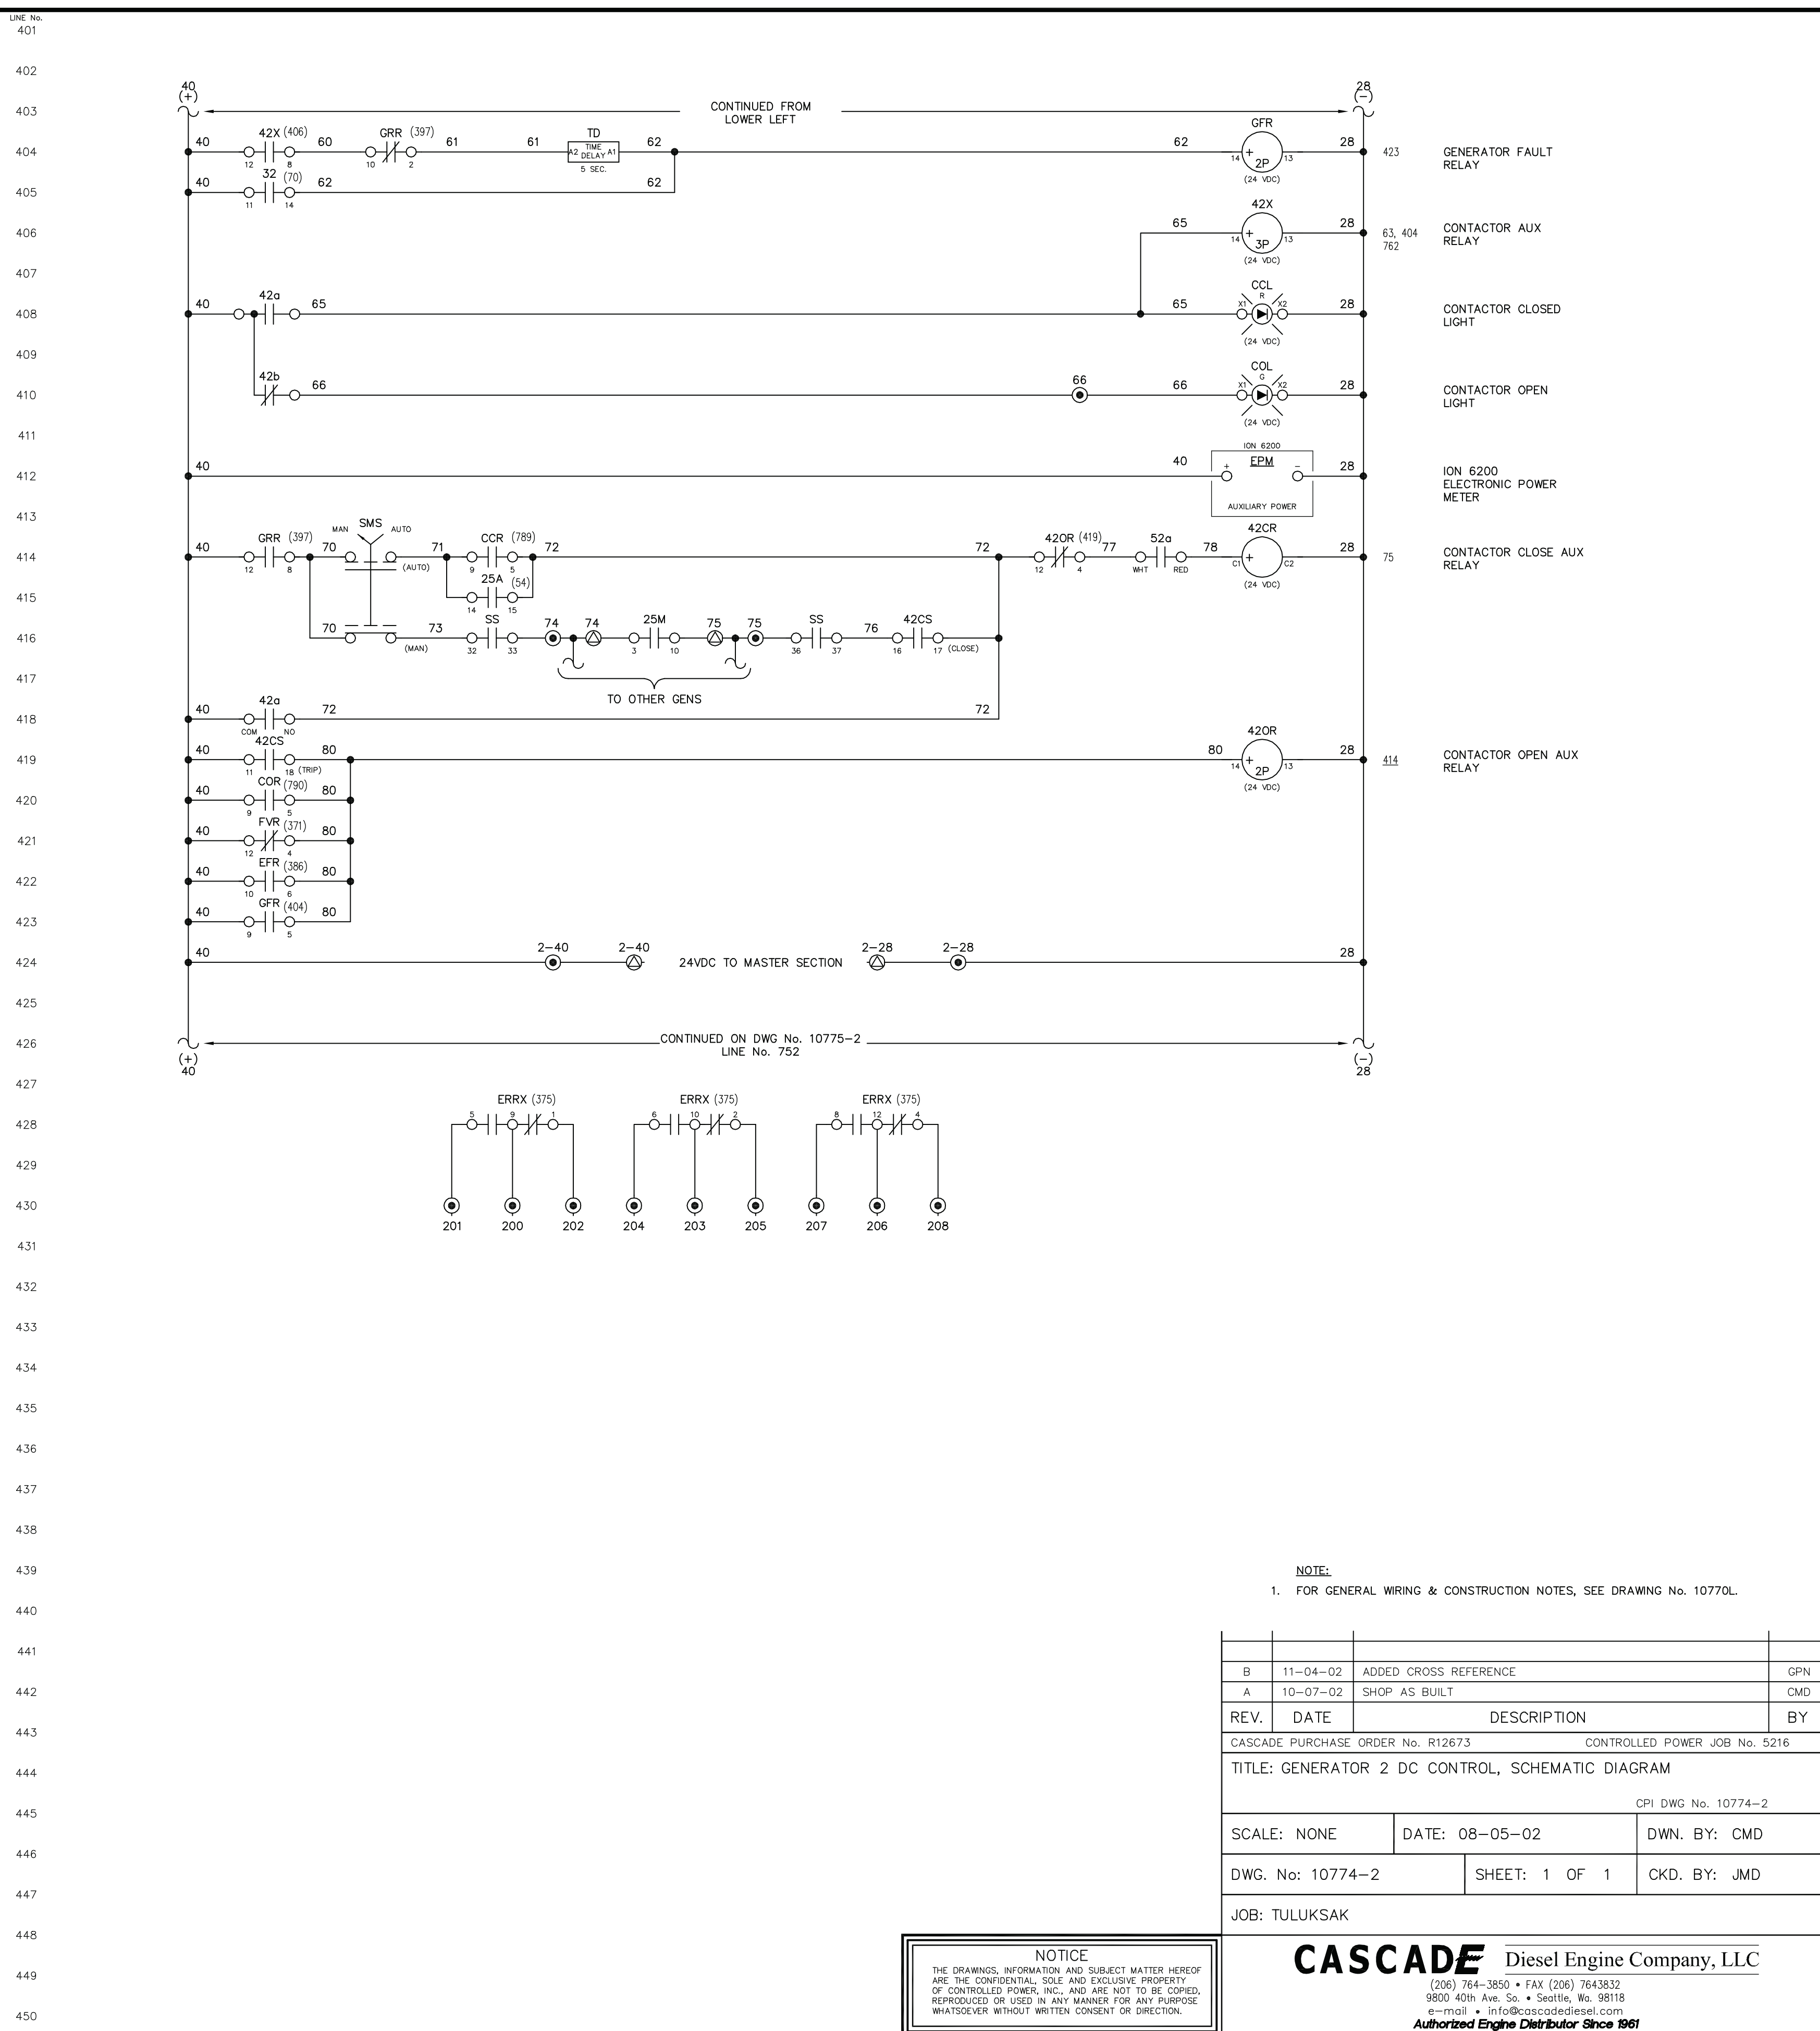 LINE No.
401
402
40
(+)
28
(-)
403
CONTINUED FROM
LOWER LEFT
404
40
42X (406)
12
8
60
GRR (397)
10
2
61
61
TD
A2
TIME
DELAY
A1
5 SEC.
62
62
GFR
14
+
2P
13
(24 VDC)
28
423
GENERATOR FAULT
RELAY
405
40
32 (70)
11
14
62
62
406
65
42X
14
+
3P
13
(24 VDC)
28
63, 404
762
CONTACTOR AUX
RELAY
407
408
40
42a
65
65
CCL
R
X1
X2
(24 VDC)
28
CONTACTOR CLOSED
LIGHT
409
410
42b
66
66
66
COL
G
X1
X2
(24 VDC)
28
CONTACTOR OPEN
LIGHT
411
412
40
40
ION 6200
EPM
+
-
AUXILIARY POWER
28
ION 6200
ELECTRONIC POWER
METER
413
414
40
GRR (397)
12
8
70
MAN
SMS
AUTO
(AUTO)
71
CCR (789)
9
5
72
72
42OR (419)
12
4
77
52a
WHT
RED
78
42CR
C1
+
C2
(24 VDC)
28
75
CONTACTOR CLOSE AUX
RELAY
415
25A (54)
14
15
416
70
(MAN)
73
SS
32
33
74
74
25M
3
10
75
75
SS
36
37
76
42CS
16
17 (CLOSE)
417
TO OTHER GENS
418
40
42a
COM
NO
72
72
419
40
42CS
11
18 (TRIP)
80
80
42OR
14
+
2P
13
(24 VDC)
28
414
CONTACTOR OPEN AUX
RELAY
420
40
COR (790)
9
5
80
421
40
FVR (371)
12
4
80
422
40
EFR (386)
10
6
80
423
40
GFR (404)
9
5
80
424
40
2-40
2-40
24VDC TO MASTER SECTION
2-28
2-28
28
425
426
CONTINUED ON DWG No. 10775-2
LINE No. 752
(+)
40
(-)
28
427
ERRX (375)
ERRX (375)
ERRX (375)
428
5
9
1
6
10
2
8
12
4
429
430
201
200
202
204
203
205
207
206
208
431
432
433
434
435
436
437
438
439
NOTE:
1. FOR GENERAL WIRING & CONSTRUCTION NOTES, SEE DRAWING No. 10770L.
440
441
B 11-04-02 ADDED CROSS REFERENCE GPN
442
A 10-07-02 SHOP AS BUILT CMD
REV. DATE DESCRIPTION BY
443
CASCADE PURCHASE ORDER No. R12673 CONTROLLED POWER JOB No. 5216
444
TITLE: GENERATOR 2 DC CONTROL, SCHEMATIC DIAGRAM
CPI DWG No. 10774-2
445
SCALE: NONE DATE: 08-05-02 DWN. BY: CMD
446
DWG. No: 10774-2 SHEET: 1 OF 1 CKD. BY: JMD
447
JOB: TULUKSAK
448
NOTICE
THE DRAWINGS, INFORMATION AND SUBJECT MATTER HEREOF
ARE THE CONFIDENTIAL, SOLE AND EXCLUSIVE PROPERTY
OF CONTROLLED POWER, INC., AND ARE NOT TO BE COPIED,
REPRODUCED OR USED IN ANY MANNER FOR ANY PURPOSE
WHATSOEVER WITHOUT WRITTEN CONSENT OR DIRECTION.
449
450
CASCADE Diesel Engine Company, LLC
(206) 764-3850 • FAX (206) 7643832
9800 40th Ave. So. • Seattle, Wa. 98118
e-mail • info@cascadediesel.com
Authorized Engine Distributor Since 1961